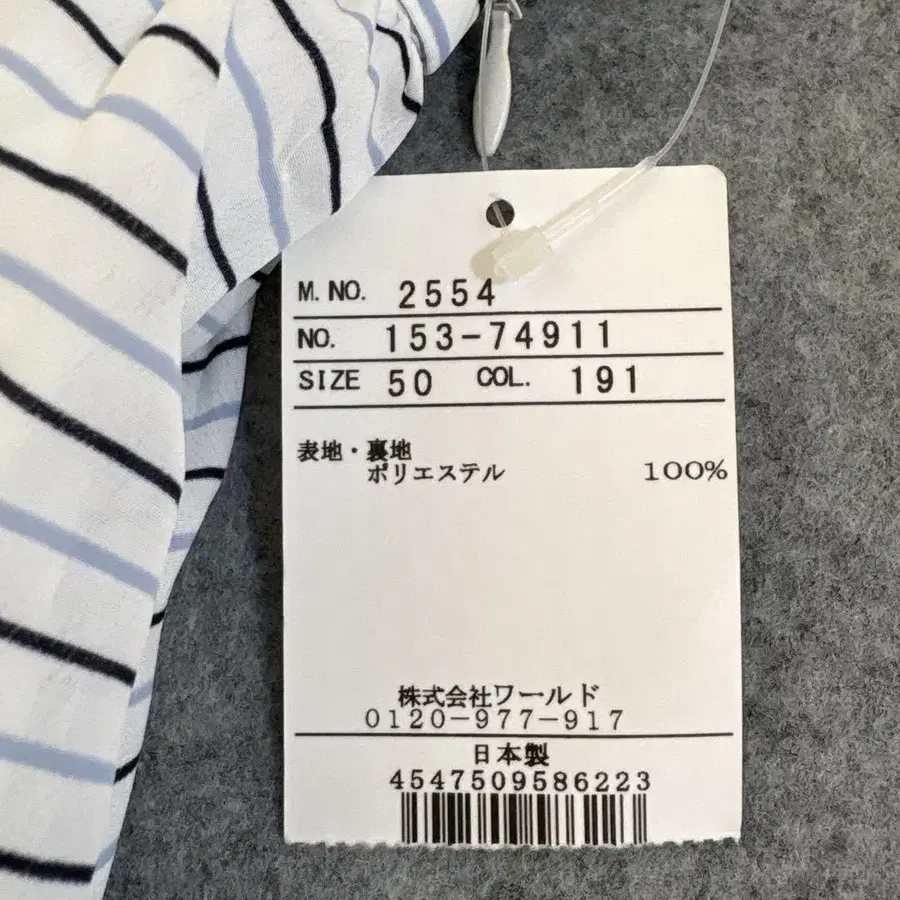 M. NO. 2554
NO. 153-74911
SIZE 50 COL. 191
表地・裏地
ポリエステル 100%
株式会社ワールド
0120-977-917
日本製
4547509586223